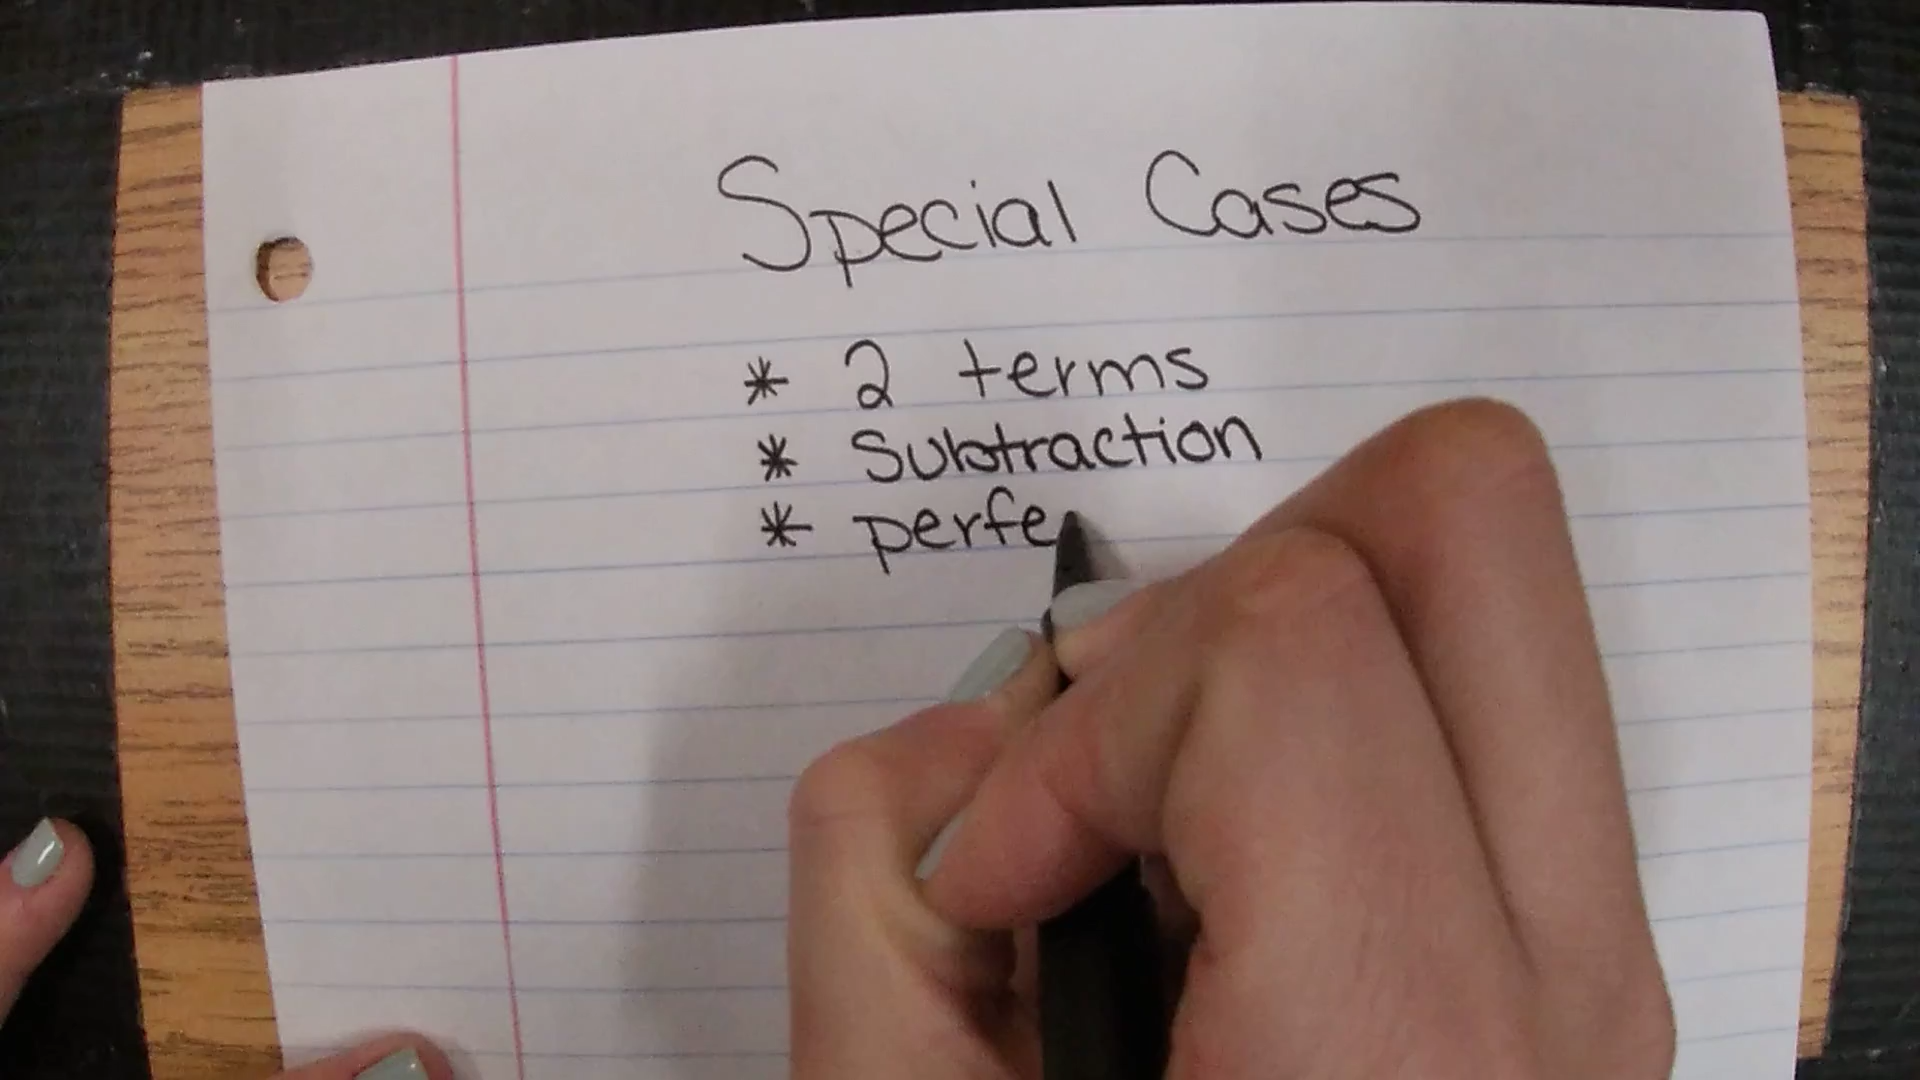 Special Cases
* 2 terms
* Subtraction
* perfe